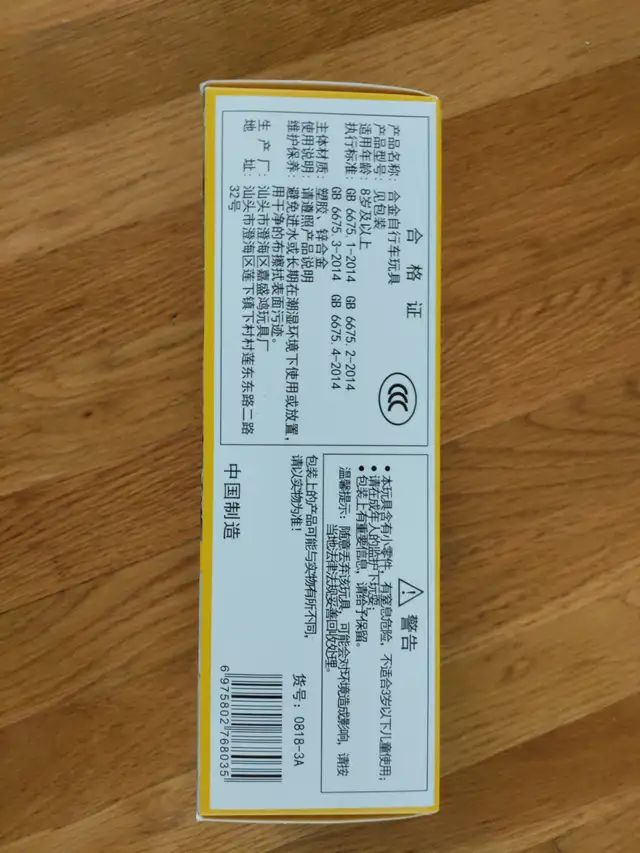 合格证
CCC
产品名称：合金自行车玩具
产品型号：见包装
适用年龄：8岁及以上
执行标准：GB 6675.1-2014 GB 6675.2-2014
GB 6675.3-2014 GB 6675.4-2014
主体材质：塑胶、锌合金
使用说明：请遵照产品说明
维护保养：避免进水或长期在潮湿环境下使用或放置，
用干净的布擦拭表面污迹。
生产厂：汕头市澄海区嘉盛鸿玩具厂
地址：汕头市澄海区莲下镇下村村莲东东路二路
32号
警告
•本玩具含有小零件，有窒息危险，不适合3岁以下儿童使用；
•请在成年人的监护下玩耍；
•包装上有重要信息，请给予保留。
温馨提示：随意丢弃该玩具，可能会对环境造成影响，请按
当地法律法规妥善回收处理。
包装上的产品可能与实物有所不同，
请以实物为准！
中国制造
货号：0818-3A
6 975802 768035